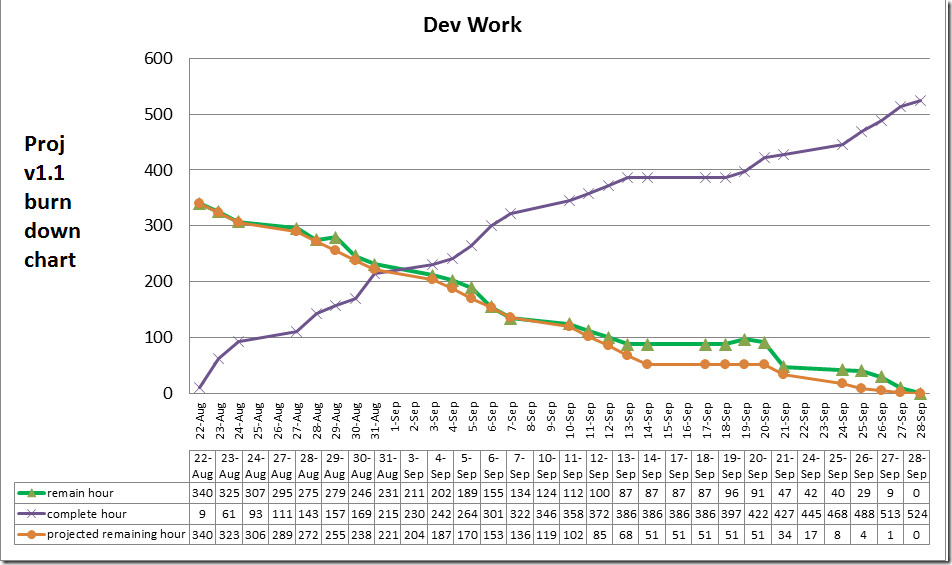 Dev Work
Proj
v1.1
burn
down
chart
600
500
400
300
200
100
0
22-Aug 23-Aug 24-Aug 25-Aug 26-Aug 27-Aug 28-Aug 29-Aug 30-Aug 31-Aug 1-Sep 2-Sep 3-Sep 4-Sep 5-Sep 6-Sep 7-Sep 8-Sep 9-Sep 10-Sep 11-Sep 12-Sep 13-Sep 14-Sep 15-Sep 16-Sep 17-Sep 18-Sep 19-Sep 20-Sep 21-Sep 22-Sep 23-Sep 24-Sep 25-Sep 26-Sep 27-Sep 28-Sep
22- 23- 24- 27- 28- 29- 30- 31- 3- 4- 5- 6- 7- 10- 11- 12- 13- 14- 17- 18- 19- 20- 21- 24- 25- 26- 27- 28-
Aug Aug Aug Aug Aug Aug Aug Aug Sep Sep Sep Sep Sep Sep Sep Sep Sep Sep Sep Sep Sep Sep Sep Sep Sep Sep Sep Sep
remain hour 340 325 307 295 275 279 246 231 211 202 189 155 134 124 112 100 87 87 87 87 96 91 47 42 40 29 9 0
complete hour 9 61 93 111 143 157 169 215 230 242 264 301 322 346 358 372 386 386 386 386 397 422 427 445 468 488 513 524
projected remaining hour 340 323 306 289 272 255 238 221 204 187 170 153 136 119 102 85 68 51 51 51 51 51 34 17 8 4 1 0